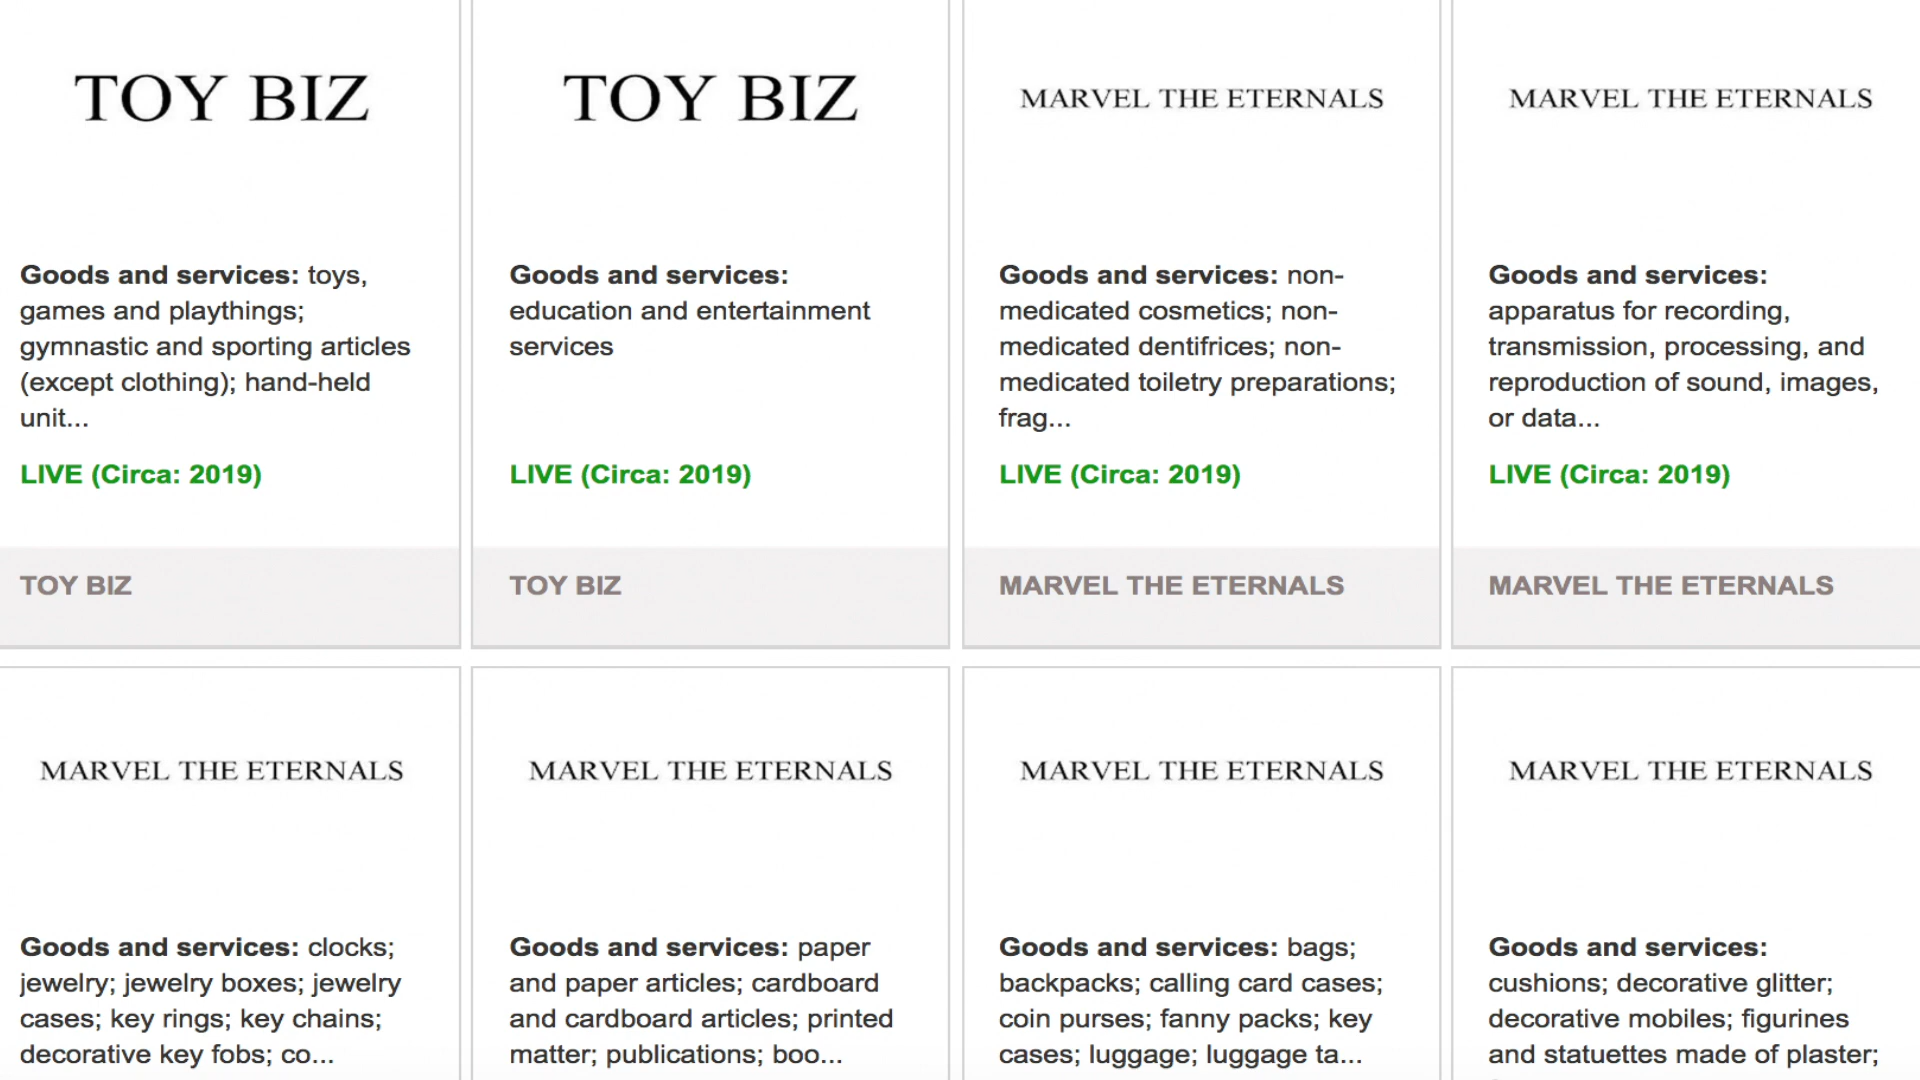 TOY BIZ
Goods and services: toys,
games and playthings;
gymnastic and sporting articles
(except clothing); hand-held
unit...
LIVE (Circa: 2019)
TOY BIZ
TOY BIZ
Goods and services:
education and entertainment
services
LIVE (Circa: 2019)
TOY BIZ
MARVEL THE ETERNALS
Goods and services: non-
medicated cosmetics; non-
medicated dentifrices; non-
medicated toiletry preparations;
frag...
LIVE (Circa: 2019)
MARVEL THE ETERNALS
MARVEL THE ETERNALS
Goods and services:
apparatus for recording,
transmission, processing, and
reproduction of sound, images,
or data...
LIVE (Circa: 2019)
MARVEL THE ETERNALS
MARVEL THE ETERNALS
Goods and services: clocks;
jewelry; jewelry boxes; jewelry
cases; key rings; key chains;
decorative key fobs; co...
MARVEL THE ETERNALS
Goods and services: paper
and paper articles; cardboard
and cardboard articles; printed
matter; publications; boo...
MARVEL THE ETERNALS
Goods and services: bags;
backpacks; calling card cases;
coin purses; fanny packs; key
cases; luggage; luggage ta...
MARVEL THE ETERNALS
Goods and services:
cushions; decorative glitter;
decorative mobiles; figurines
and statuettes made of plaster;